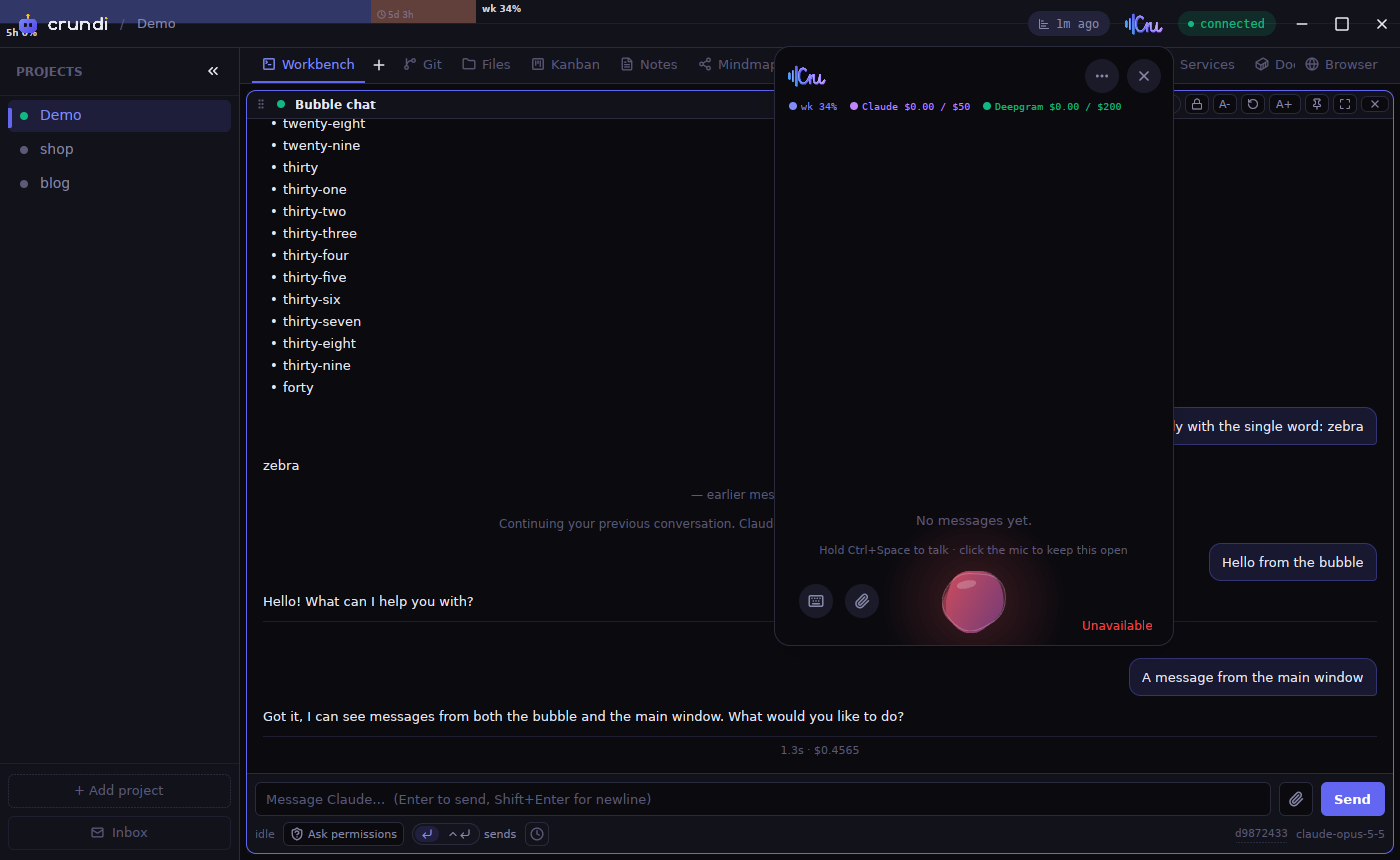 5d 3h
wk 34%
crundi / Demo
1m ago
Cru
connected
PROJECTS
Demo
shop
blog
+ Add project
Inbox
Workbench
+
Git
Files
Kanban
Notes
Mindmap
Services
Browser
Bubble chat
A-
A+
• twenty-eight
• twenty-nine
• thirty
• thirty-one
• thirty-two
• thirty-three
• thirty-four
• thirty-five
• thirty-six
• thirty-seven
• thirty-eight
• thirty-nine
• forty
y with the single word: zebra
zebra
— earlier mes
Continuing your previous conversation. Claud
Hello from the bubble
Hello! What can I help you with?
A message from the main window
Got it, I can see messages from both the bubble and the main window. What would you like to do?
1.3s · $0.4565
Message Claude... (Enter to send, Shift+Enter for newline)
Send
idle
Ask permissions
sends
d9872433
claude-opus-5-5
Cru
wk 34%
Claude $0.00 / $50
Deepgram $0.00 / $200
No messages yet.
Hold Ctrl+Space to talk · click the mic to keep this open
Unavailable